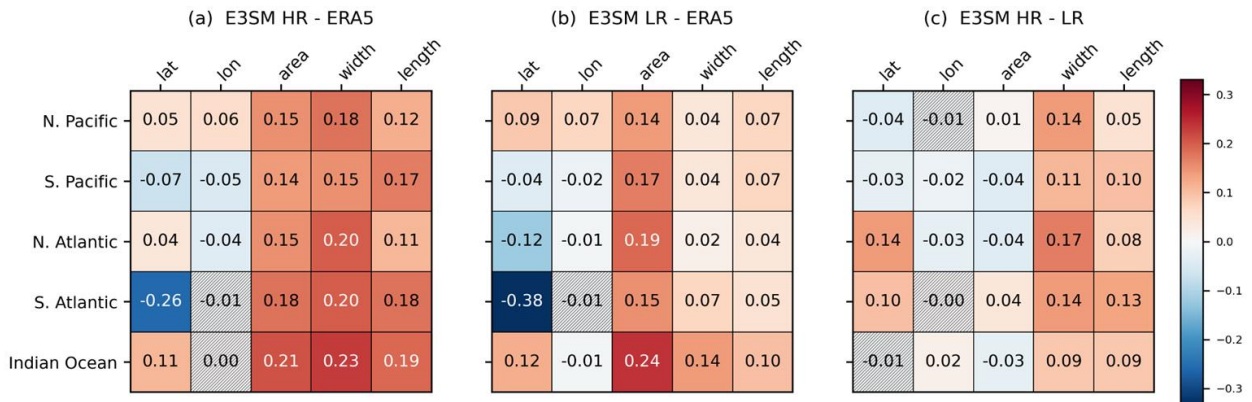 (a) E3SM HR - ERA5
(b) E3SM LR - ERA5
(c) E3SM HR - LR
lat lon area width length
lat lon area width length
lat lon area width length
N. Pacific 0.05 0.06 0.15 0.18 0.12 0.09 0.07 0.14 0.04 0.07 -0.04 -0.01 0.01 0.14 0.05
S. Pacific -0.07 -0.05 0.14 0.15 0.17 -0.04 -0.02 0.17 0.04 0.07 -0.03 -0.02 -0.04 0.11 0.10
N. Atlantic 0.04 -0.04 0.15 0.20 0.11 -0.12 -0.01 0.19 0.02 0.04 0.14 -0.03 -0.04 0.17 0.08
S. Atlantic -0.26 -0.01 0.18 0.20 0.18 -0.38 -0.01 0.15 0.07 0.05 0.10 -0.00 0.04 0.14 0.13
Indian Ocean 0.11 0.00 0.21 0.23 0.19 0.12 -0.01 0.24 0.14 0.10 -0.01 0.02 -0.03 0.09 0.09
0.3
0.2
0.1
0.0
−0.1
−0.2
−0.3